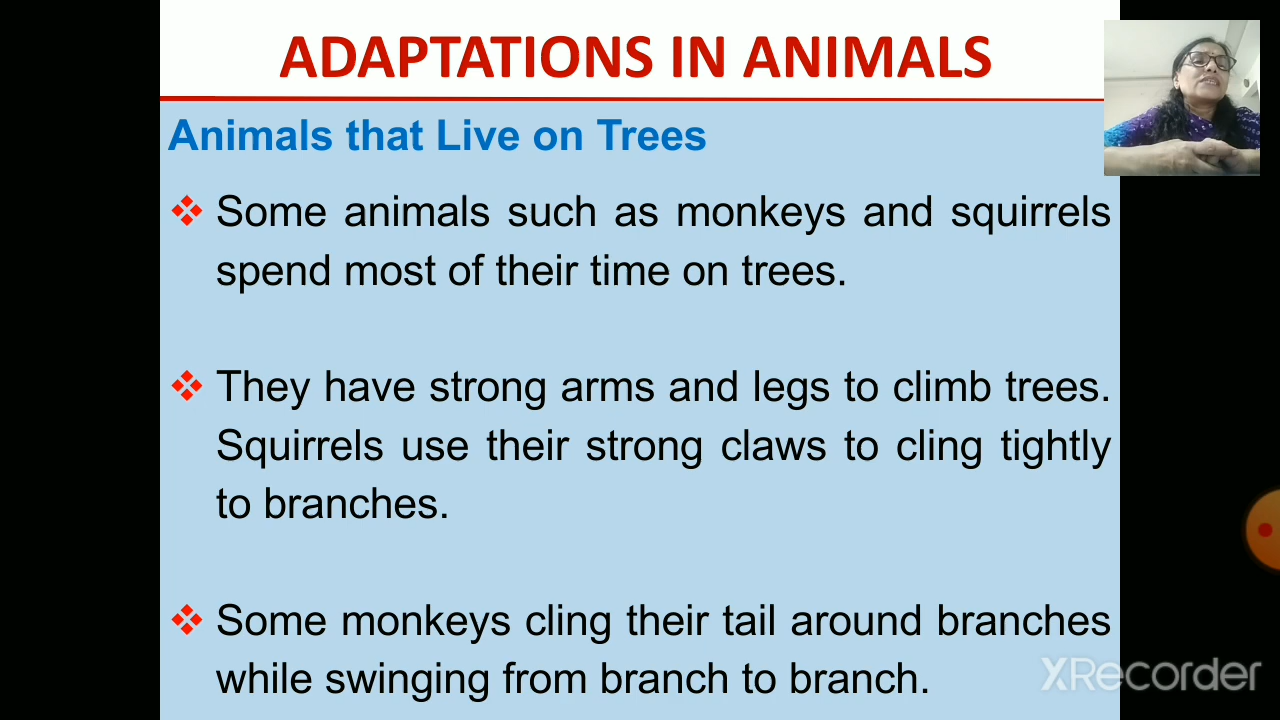 ADAPTATIONS IN ANIMALS
Animals that Live on Trees
❖ Some animals such as monkeys and squirrels
spend most of their time on trees.
❖ They have strong arms and legs to climb trees.
Squirrels use their strong claws to cling tightly
to branches.
❖ Some monkeys cling their tail around branches
while swinging from branch to branch.
XRecorder